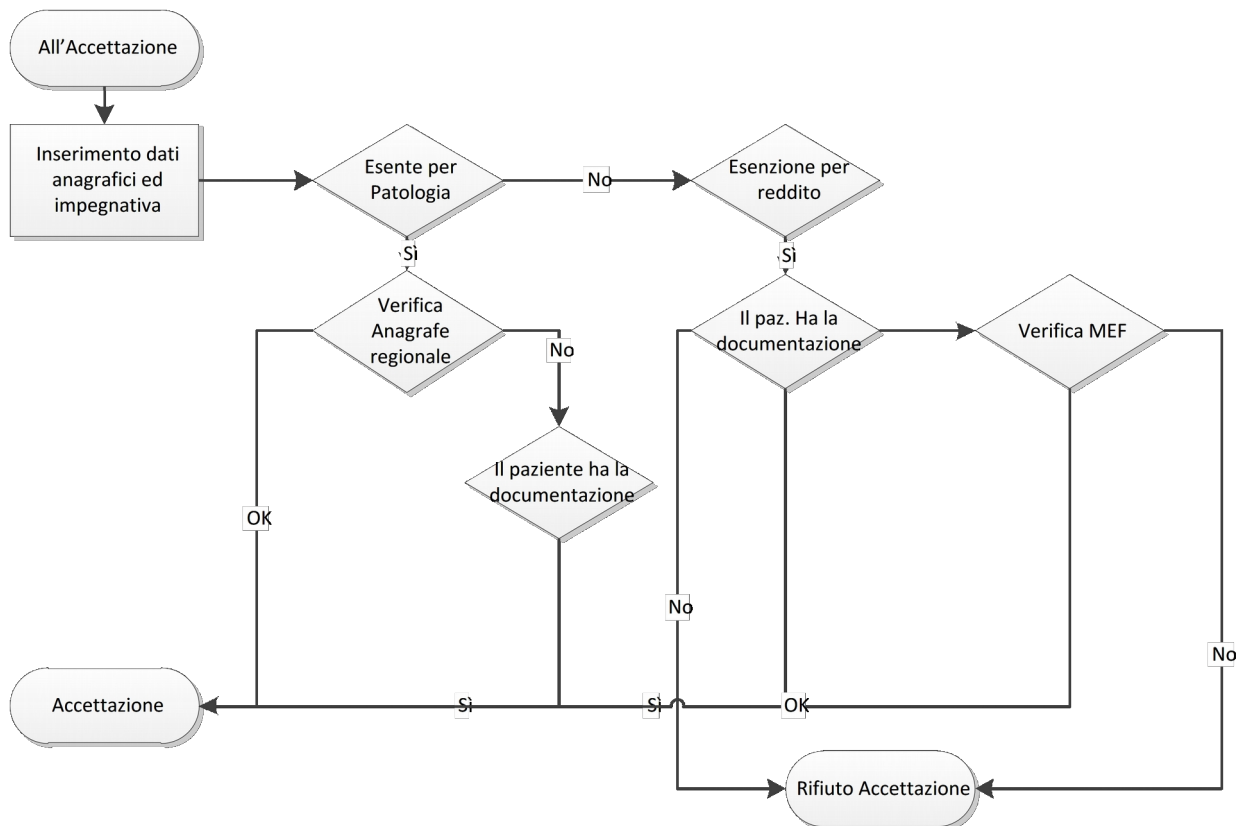 All'Accettazione
Inserimento dati
anagrafici ed
impegnativa
Esente per
Patologia
No
Esenzione per
reddito
Sì
Sì
Verifica
Anagrafe
regionale
No
Il paz. Ha la
documentazione
Verifica MEF
Il paziente ha la
documentazione
OK
No
No
Accettazione
Sì
Sì
OK
Rifiuto Accettazione